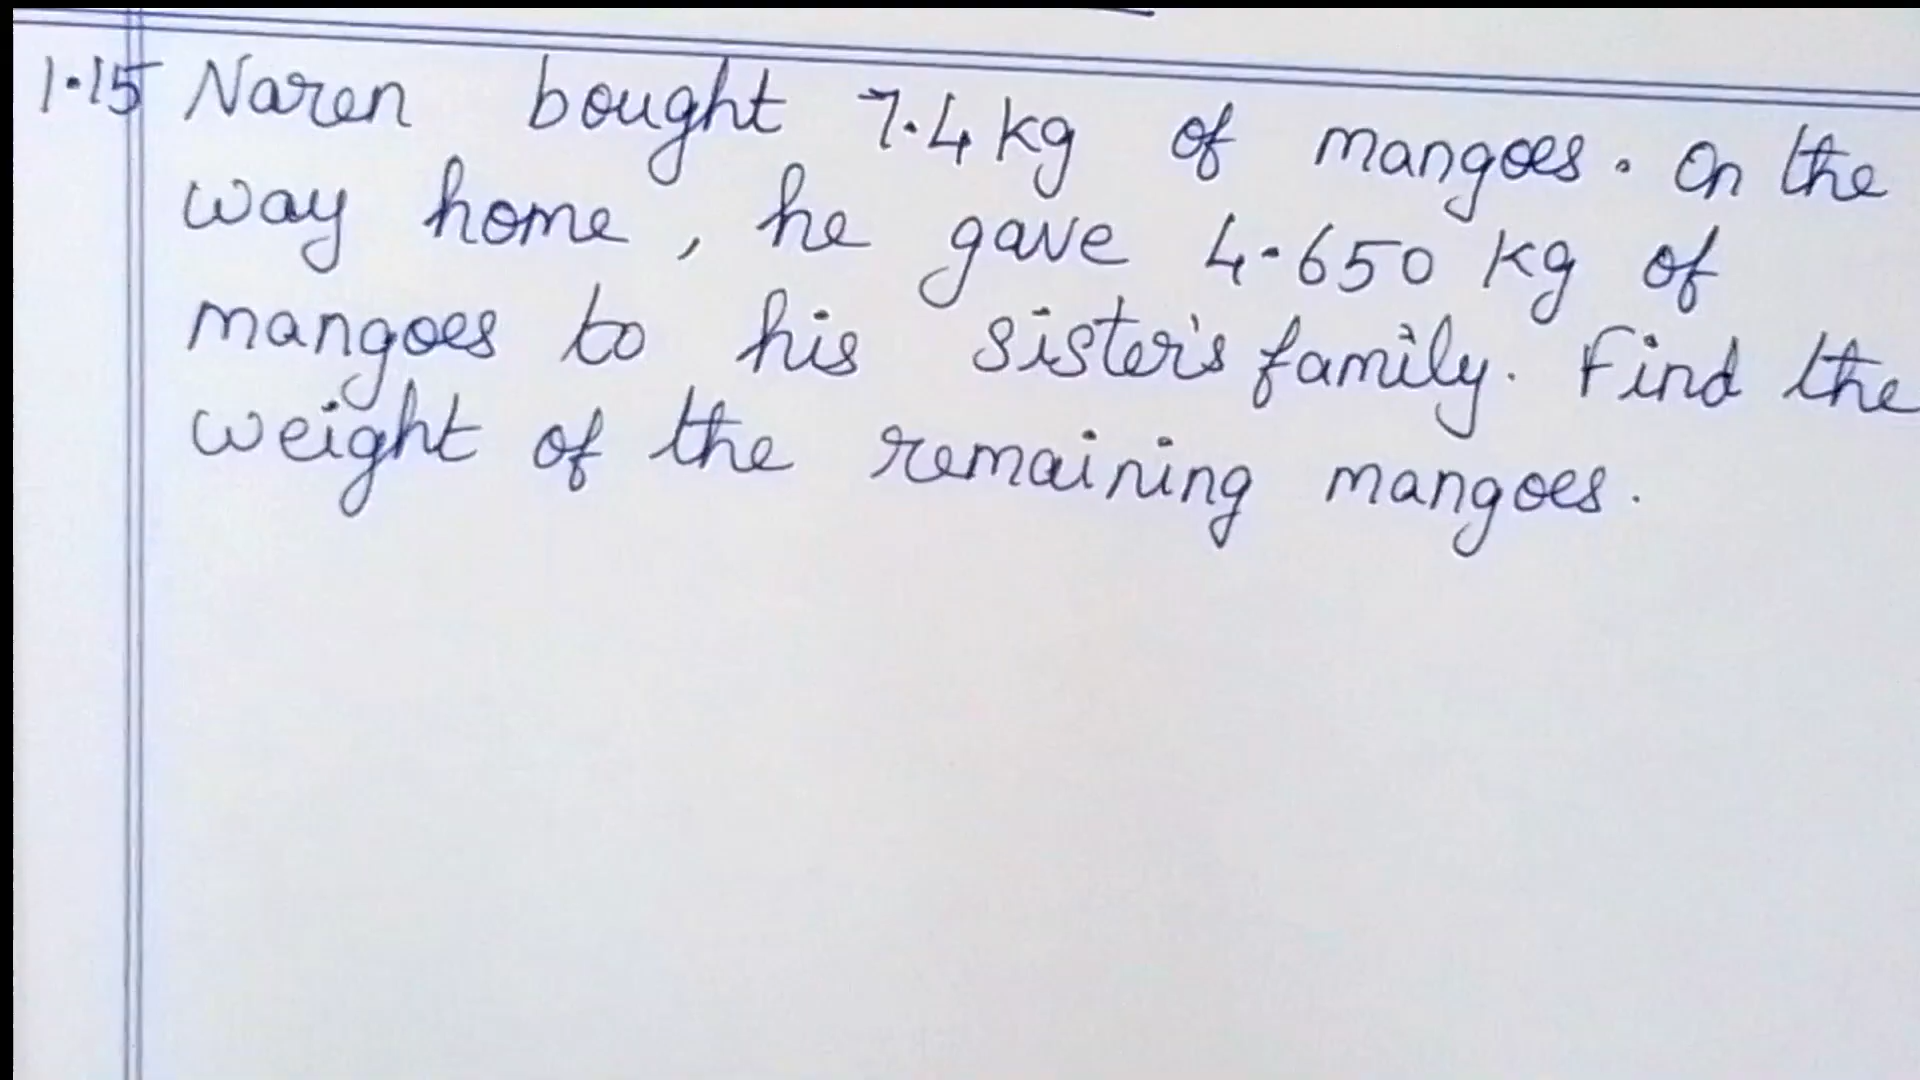 1.15 Naren bought 7.4 kg of mangoes. On the
way home, he gave 4.650 kg of
mangoes to his sister's family. Find the
weight of the remaining mangoes.